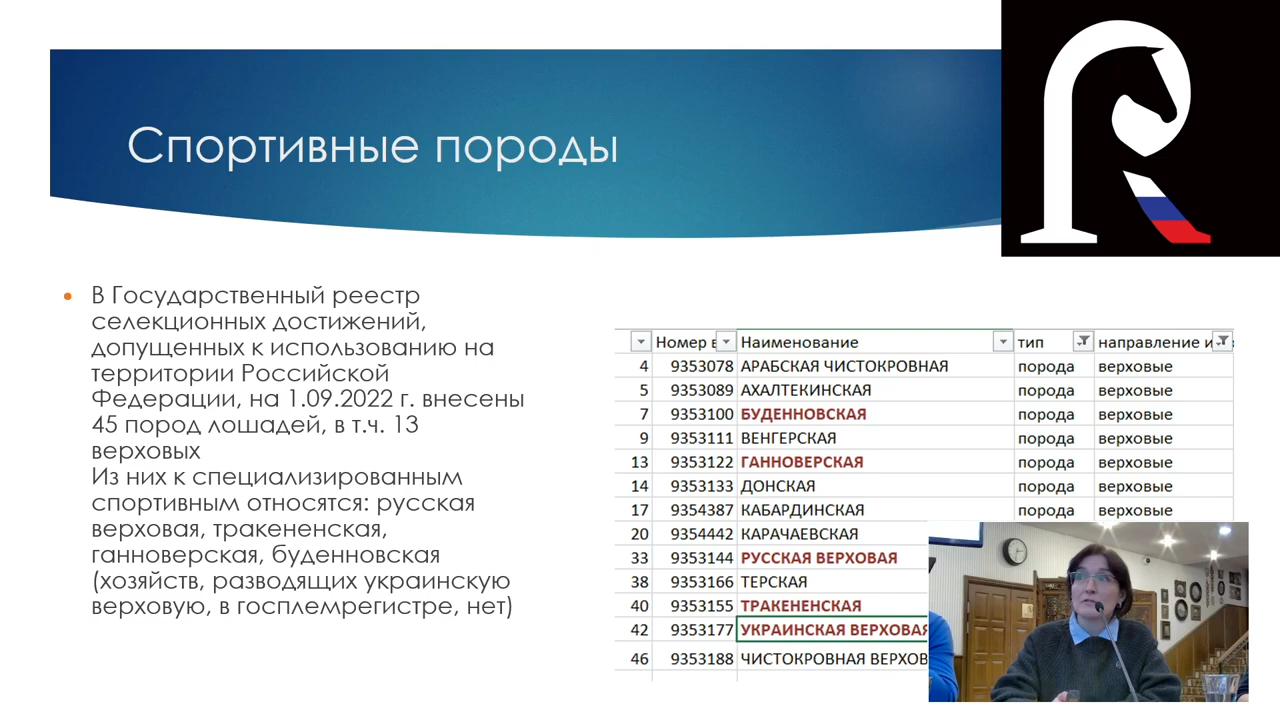 Спортивные породы
В Государственный реестр
селекционных достижений,
допущенных к использованию на
территории Российской
Федерации, на 1.09.2022 г. внесены
45 пород лошадей, в т.ч. 13
верховых
Из них к специализированным
спортивным относятся: русская
верховая, тракененская,
ганноверская, буденновская
(хозяйств, разводящих украинскую
верховую, в госплемрегистре, нет)
Номер Наименование тип направление
4 9353078 АРАБСКАЯ ЧИСТОКРОВНАЯ порода верховые
5 9353089 АХАЛТЕКИНСКАЯ порода верховые
7 9353100 БУДЕННОВСКАЯ порода верховые
9 9353111 ВЕНГЕРСКАЯ порода верховые
13 9353122 ГАННОВЕРСКАЯ порода верховые
14 9353133 ДОНСКАЯ порода верховые
17 9354387 КАБАРДИНСКАЯ порода верховые
20 9354442 КАРАЧАЕВСКАЯ
33 9353144 РУССКАЯ ВЕРХОВАЯ
38 9353166 ТЕРСКАЯ
40 9353155 ТРАКЕНЕНСКАЯ
42 9353177 УКРАИНСКАЯ ВЕРХОВАЯ
46 9353188 ЧИСТОКРОВНАЯ ВЕРХОВ